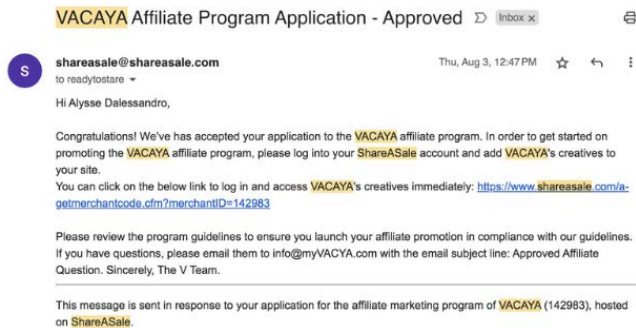 VACAYA Affiliate Program Application - Approved Inbox x
S
shareasale@shareasale.com Thu, Aug 3, 12:47 PM
to readytostare
Hi Alysse Dalessandro,
Congratulations! We've has accepted your application to the VACAYA affiliate program. In order to get started on
promoting the VACAYA affiliate program, please log into your ShareASale account and add VACAYA's creatives to
your site.
You can click on the below link to log in and access VACAYA's creatives immediately: https://www.shareasale.com/a-
getmerchantcode.cfm?merchantID=142983
Please review the program guidelines to ensure you launch your affiliate promotion in compliance with our guidelines.
If you have questions, please email them to info@myVACYA.com with the email subject line: Approved Affiliate
Question. Sincerely, The V Team.
This message is sent in response to your application for the affiliate marketing program of VACAYA (142983), hosted
on ShareASale.